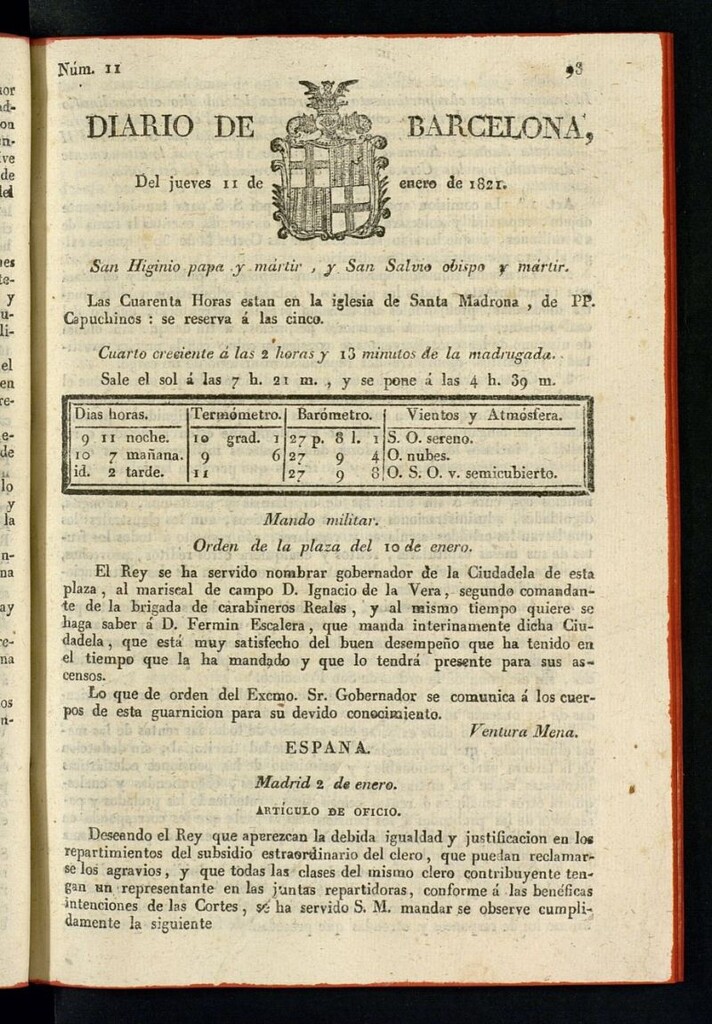 Núm. 11 93
DIARIO DE BARCELONA,
Del jueves 11 de enero de 1821.
San Higinio papa y mártir, y San Salvio obispo y mártir.
Las Cuarenta Horas estan en la iglesia de Santa Madrona, de PP.
Capuchinos: se reserva á las cinco.
Cuarto creciente á las 2 horas y 13 minutos de la madrugada.
Sale el sol á las 7 h. 21 m., y se pone á las 4 h. 39 m.
Dias horas. Termómetro. Barómetro. Vientos y Atmósfera.
9 11 noche. 10 grad. 1 27 p. 8 l. 1 S. O. sereno.
10 7 mañana. 9 6 27 9 4 O. nubes.
id. 2 tarde. 11 27 9 8 O. S. O. v. semicubierto.
Mando militar.
Orden de la plaza del 10 de enero.
El Rey se ha servido nombrar gobernador de la Ciudadela de esta
plaza, al mariscal de campo D. Ignacio de la Vera, segundo comandan-
te de la brigada de carabineros Reales, y al mismo tiempo quiere se
haga saber á D. Fermin Escalera, que manda interinamente dicha Ciu-
dadela, que está muy satisfecho del buen desempeño que ha tenido en
el tiempo que la ha mandado y que lo tendrá presente para sus as-
censos.
Lo que de orden del Excmo. Sr. Gobernador se comunica á los cuer-
pos de esta guarnicion para su devido conocimiento.
Ventura Mena.
ESPAÑA.
Madrid 2 de enero.
ARTÍCULO DE OFICIO.
Deseando el Rey que aparezcan la debida igualdad y justificacion en los
repartimientos del subsidio estraordinario del clero, que puedan reclamar-
se los agravios, y que todas las clases del mismo clero contribuyente ten-
gan un representante en las juntas repartidoras, conforme á las benéficas
intenciones de las Cortes, se ha servido S. M. mandar se observe cumpli-
damente la siguiente